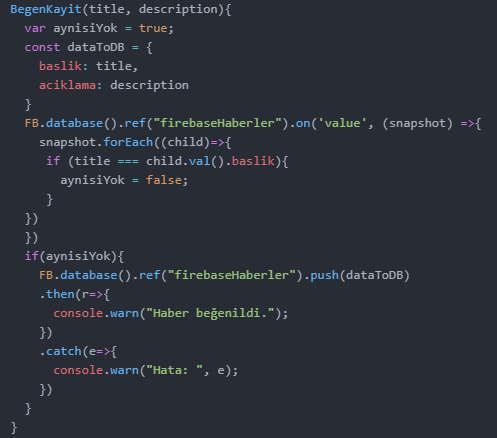 BegenKayit(title, description){
  var aynisiYok = true;
  const dataToDB = {
    baslik: title,
    aciklama: description
  }
  FB.database().ref("firebaseHaberler").on('value', (snapshot) =>{
    snapshot.forEach((child)=>{
     if (title === child.val().baslik){
       aynisiYok = false;
     }
  })
  })
  if(aynisiYok){
    FB.database().ref("firebaseHaberler").push(dataToDB)
    .then(r=>{
      console.warn("Haber beğenildi.");
    })
    .catch(e=>{
      console.warn("Hata: ", e);
    })
  }
}